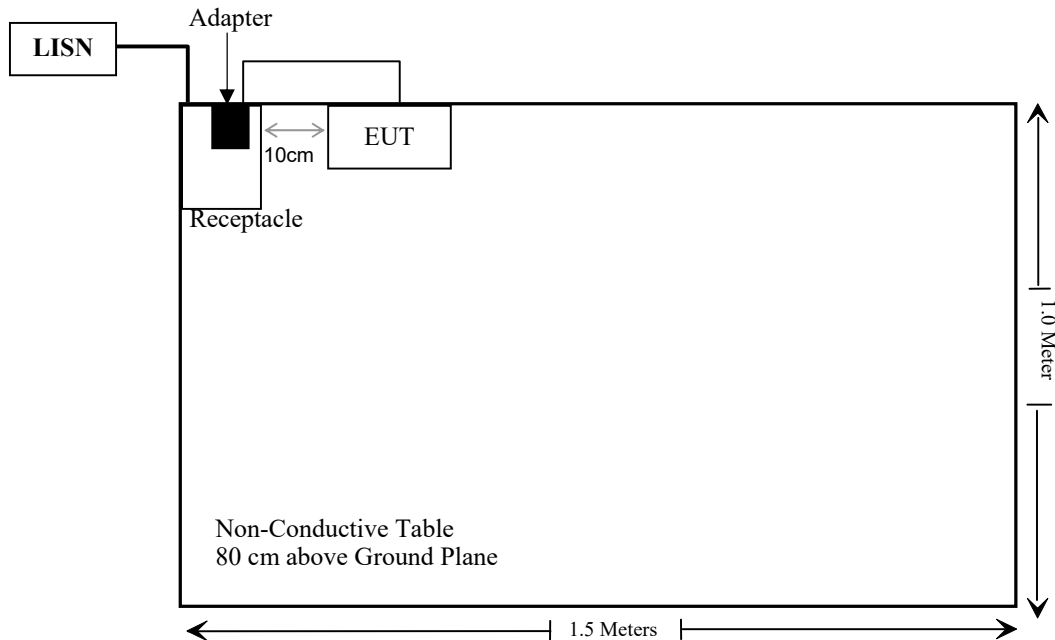 Adapter
LISN
EUT
10cm
Receptacle
1.0 Meter
Non-Conductive Table
80 cm above Ground Plane
1.5 Meters